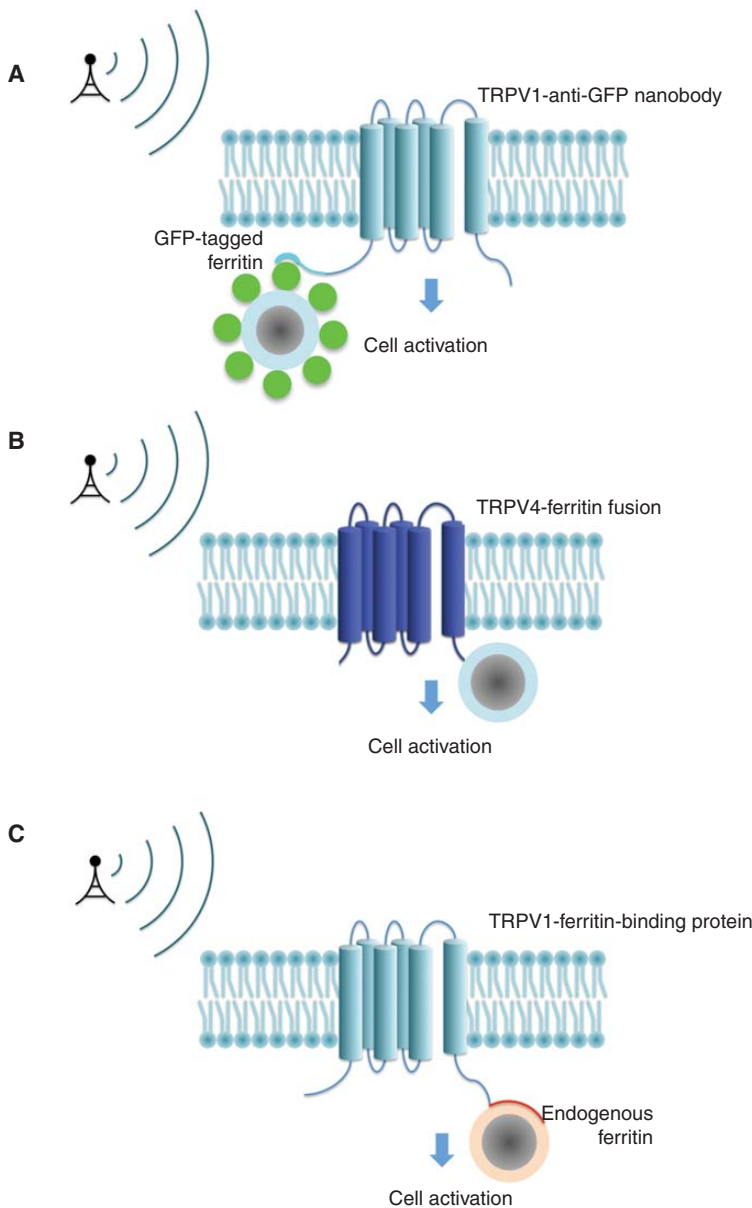 A
TRPV1-anti-GFP nanobody
GFP-tagged
ferritin
Cell activation
B
TRPV4-ferritin fusion
Cell activation
C
TRPV1-ferritin-binding protein
Endogenous
ferritin
Cell activation